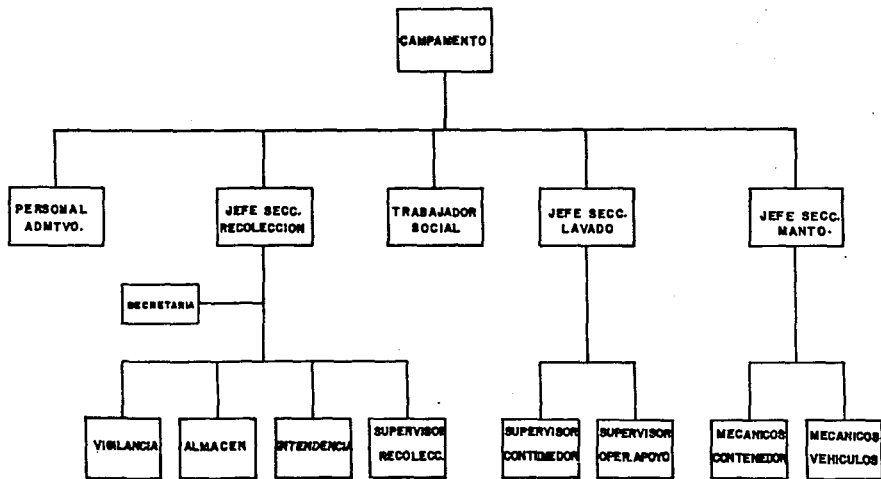 CAMPAMENTO
PERSONAL
ADMTVO.
JEFE SECC.
RECOLECCION
TRABAJADOR
SOCIAL
JEFE SECC.
LAVADO
JEFE SECC.
MANTO.
SECRETARIA
VIGILANCIA
ALMACEN
INTENDENCIA
SUPERVISOR
RECOLECC.
SUPERVISOR
CONTENEDOR
SUPERVISOR
OPER. APOYO
MECANICOS
CONTENEDOR
MECANICOS
VEHICULOS